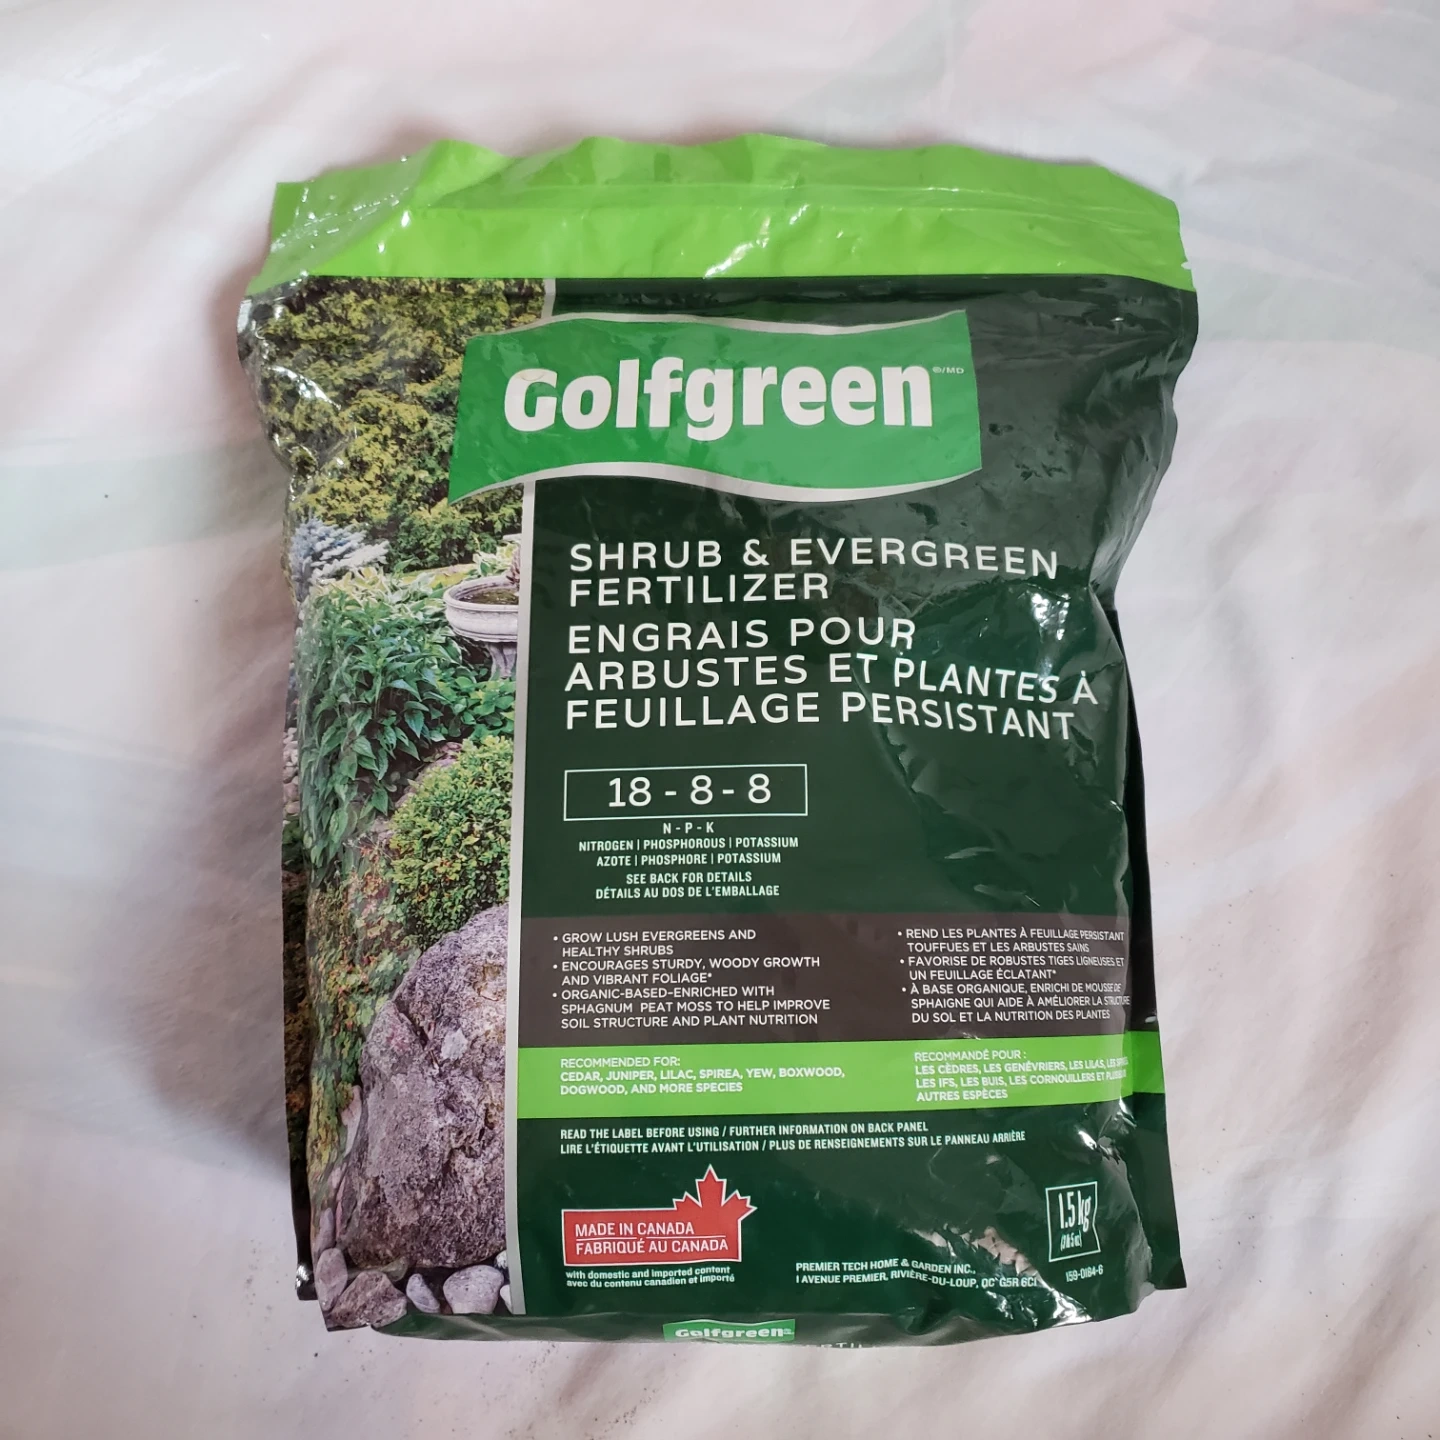 Golfgreen ®/MD
SHRUB & EVERGREEN
FERTILIZER
ENGRAIS POUR
ARBUSTES ET PLANTES À
FEUILLAGE PERSISTANT
18 - 8 - 8
N - P - K
NITROGEN | PHOSPHOROUS | POTASSIUM
AZOTE | PHOSPHORE | POTASSIUM
SEE BACK FOR DETAILS
DÉTAILS AU DOS DE L'EMBALLAGE
• GROW LUSH EVERGREENS AND
HEALTHY SHRUBS
• ENCOURAGES STURDY, WOODY GROWTH
AND VIBRANT FOLIAGE*
• ORGANIC-BASED-ENRICHED WITH
SPHAGNUM PEAT MOSS TO HELP IMPROVE
SOIL STRUCTURE AND PLANT NUTRITION
• REND LES PLANTES À FEUILLAGE PERSISTANT
TOUFFUES ET LES ARBUSTES SAINS
• FAVORISE DE ROBUSTES TIGES LIGNEUSES ET
UN FEUILLAGE ÉCLATANT*
• À BASE ORGANIQUE, ENRICHI DE MOUSSE DE
SPHAIGNE QUI AIDE À AMÉLIORER LA STRUCTURE
DU SOL ET LA NUTRITION DES PLANTES
RECOMMENDED FOR:
CEDAR, JUNIPER, LILAC, SPIREA, YEW, BOXWOOD,
DOGWOOD, AND MORE SPECIES
RECOMMANDÉ POUR :
LES CÈDRES, LES GENÉVRIERS, LES LILAS, LES
LES IFS, LES BUIS, LES CORNOUILLERS ET
AUTRES ESPÈCES
READ THE LABEL BEFORE USING / FURTHER INFORMATION ON BACK PANEL
LIRE L'ÉTIQUETTE AVANT L'UTILISATION / PLUS DE RENSEIGNEMENTS SUR LE PANNEAU ARRIÈRE
MADE IN CANADA
FABRIQUÉ AU CANADA
with domestic and imported content
avec du contenu canadien et importé
PREMIER TECH HOME & GARDEN INC.,
1 AVENUE PREMIER, RIVIÈRE-DU-LOUP, QC G5R 6C1
1.5 kg
159-0164-6
Golfgreen